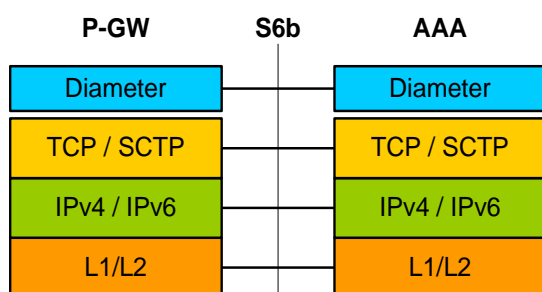 P-GW S6b AAA
Diameter Diameter
TCP / SCTP TCP / SCTP
IPv4 / IPv6 IPv4 / IPv6
L1/L2 L1/L2